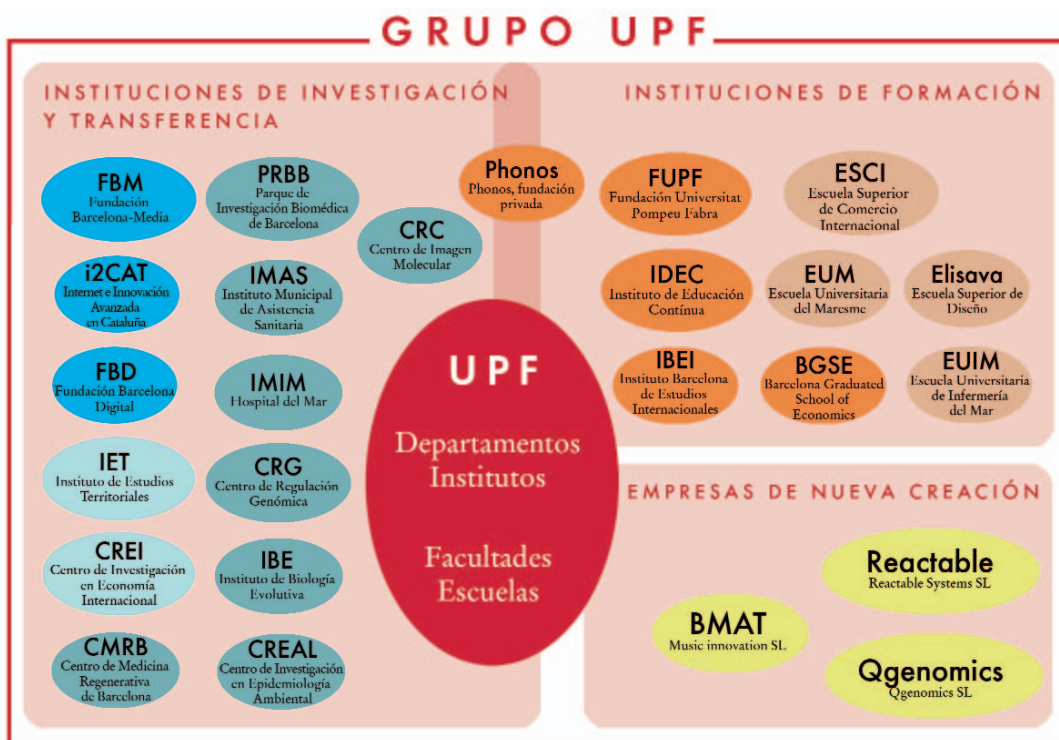 GRUPO UPF
INSTITUCIONES DE INVESTIGACIÓN
Y TRANSFERENCIA
FBM
Fundación
Barcelona-Media
PRBB
Parque de
Investigación Biomédica
de Barcelona
CRC
Centro de Imagen
Molecular
i2CAT
Internet e Innovación
Avanzada
en Cataluña
IMAS
Instituto Municipal
de Asistencia
Sanitaria
FBD
Fundación Barcelona
Digital
IMIM
Hospital del Mar
IET
Instituto de Estudios
Territoriales
CRG
Centro de Regulación
Genómica
CREI
Centro de Investigación
en Economía
Internacional
IBE
Instituto de Biología
Evolutiva
CMRB
Centro de Medicina
Regenerativa
de Barcelona
CREAL
Centro de Investigación
en Epidemiología
Ambiental
Phonos
Phonos, fundación
privada
UPF
Departamentos
Institutos
Facultades
Escuelas
INSTITUCIONES DE FORMACIÓN
FUPF
Fundación Universitat
Pompeu Fabra
ESCI
Escuela Superior
de Comercio
Internacional
IDEC
Instituto de Educación
Contínua
EUM
Escuela Universitaria
del Maresme
Elisava
Escuela Superior de
Diseño
IBEI
Instituto Barcelona
de Estudios
Internacionales
BGSE
Barcelona Graduated
School of
Economics
EUIM
Escuela Universitaria
de Infermería
del Mar
EMPRESAS DE NUEVA CREACIÓN
Reactable
Reactable Systems SL
BMAT
Music innovation SL
Qgenomics
Qgenomics SL